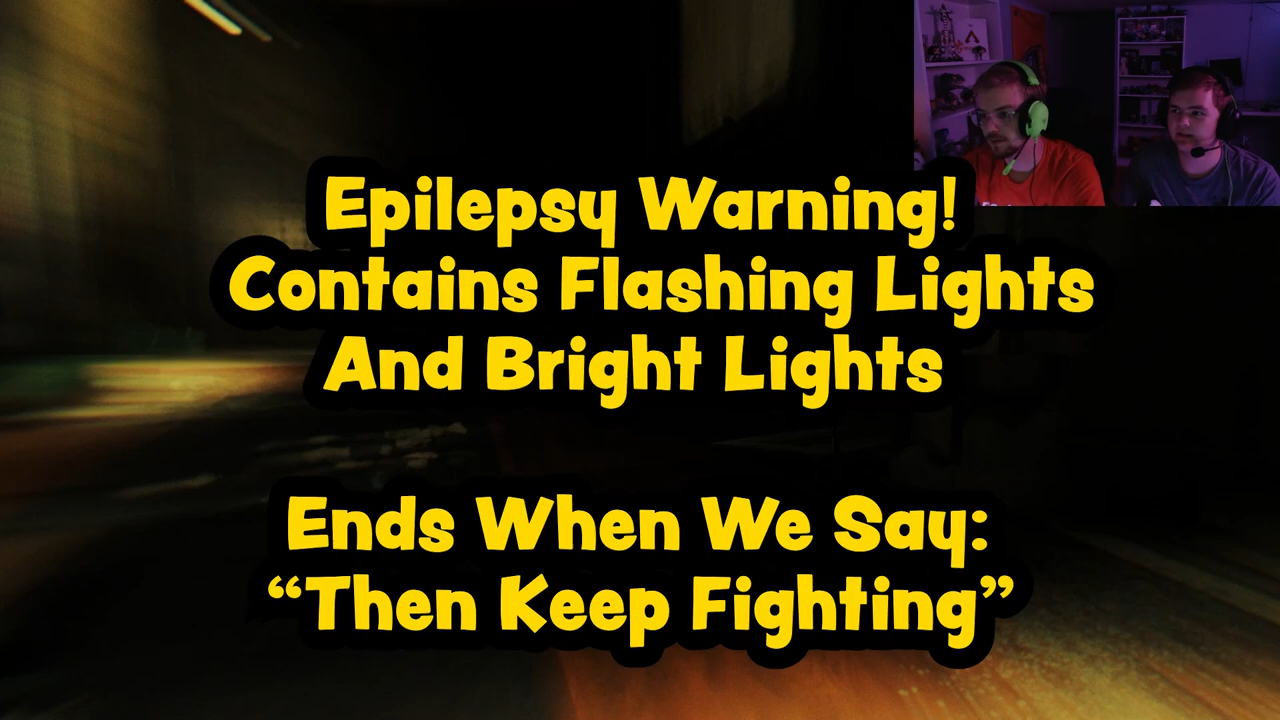 Epilepsy Warning!
Contains Flashing Lights
And Bright Lights
Ends When We Say:
“Then Keep Fighting”